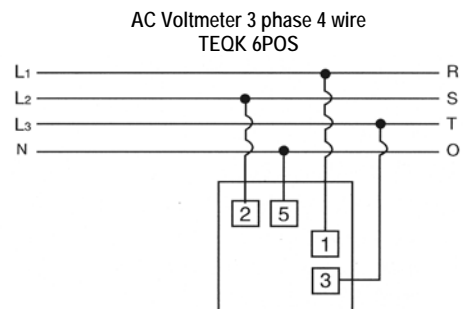 AC Voltmeter 3 phase 4 wire
TEQK 6POS
L1 R
L2 S
L3 T
N O
2 5
1
3